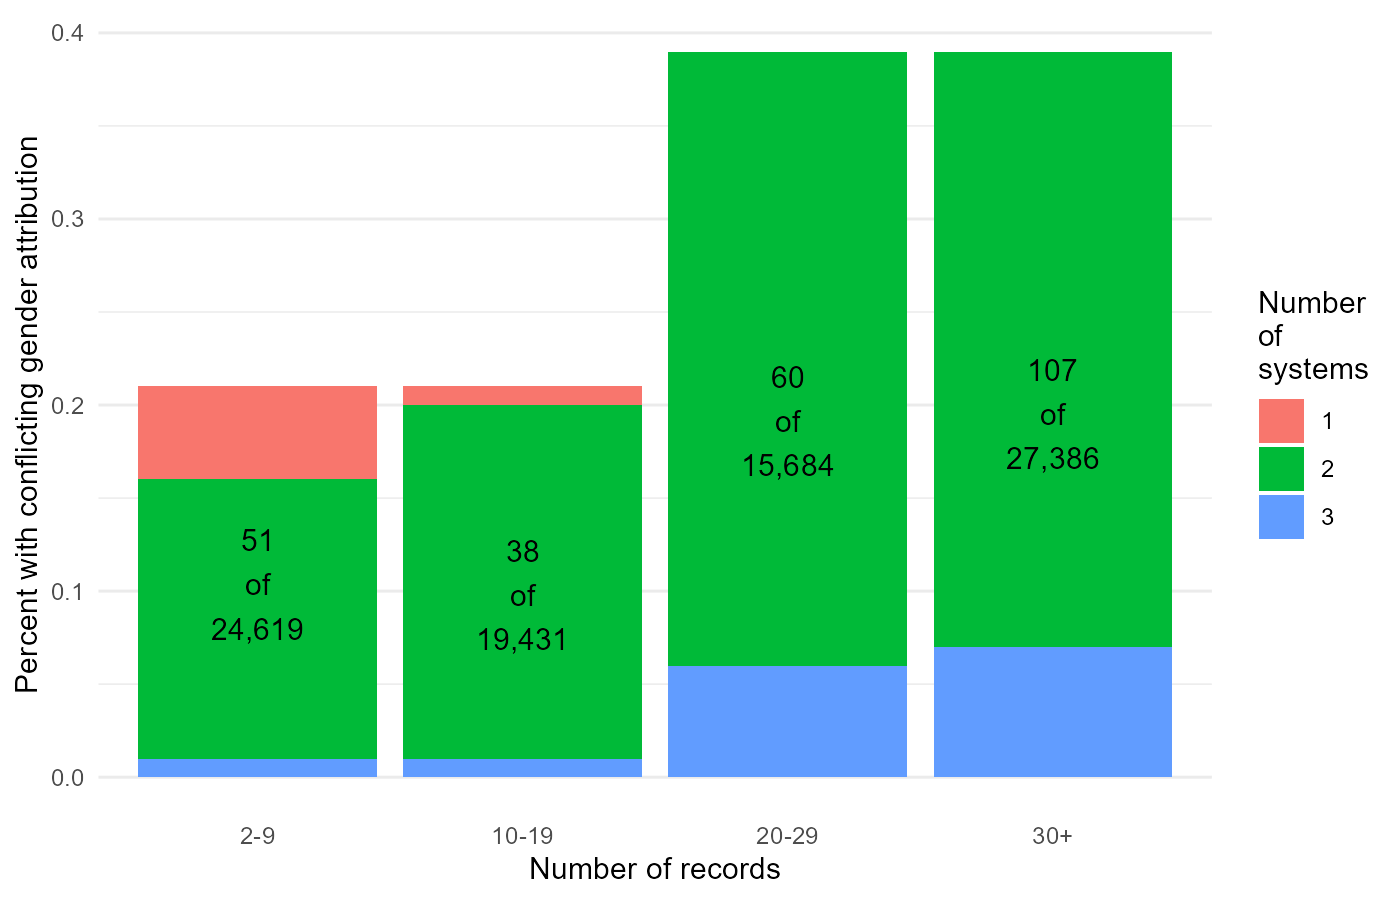 0.4
0.3
0.2
0.1
0.0
Percent with conflicting gender attribution
51
of
24,619
38
of
19,431
60
of
15,684
107
of
27,386
2-9
10-19
20-29
30+
Number of records
Number
of
systems
1
2
3